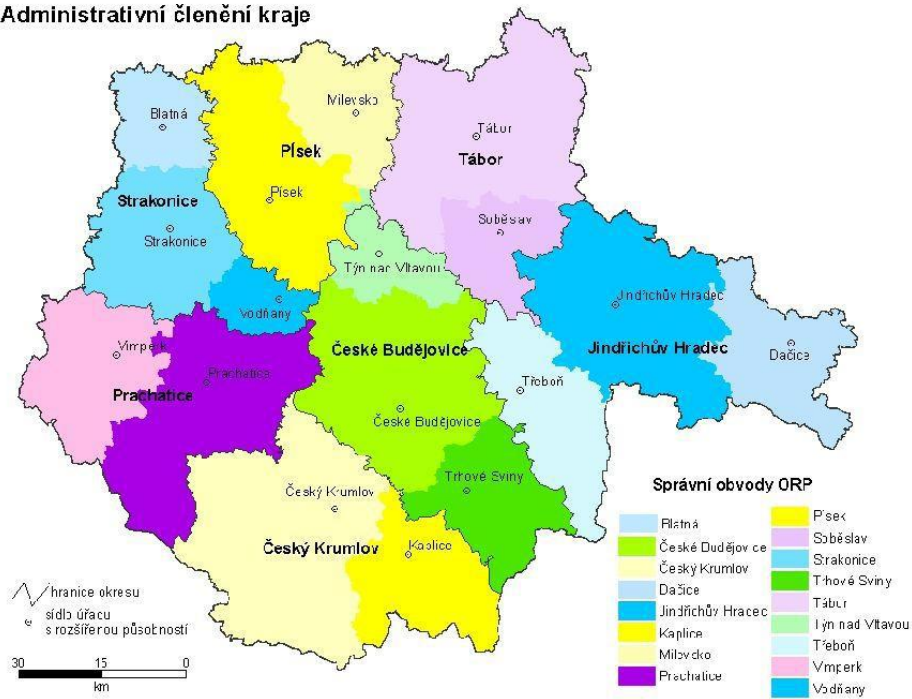 Administrativní členění kraje
Milevsko
Blatná
Tábor
Písek
Tábor
Písek
Strakonice
Soběslav
Strakonice
Týn nad Vltavou
Jindřichův Hradec
Vodňany
Vimperk
České Budějovice
Jindřichův Hradec
Dačice
Prachatice
Třeboň
Prachatice
České Budějovice
Trhové Sviny
Český Krumlov
Český Krumlov
Kaplice
hranice okresu
sídlo úřadu
s rozšířenou působností
30 15 0
km
Správní obvody ORP
Blatná
České Budějovice
Český Krumlov
Dačice
Jindřichův Hradec
Kaplice
Milevsko
Prachatice
Písek
Soběslav
Strakonice
Trhové Sviny
Tábor
Týn nad Vltavou
Třeboň
Vimperk
Vodňany